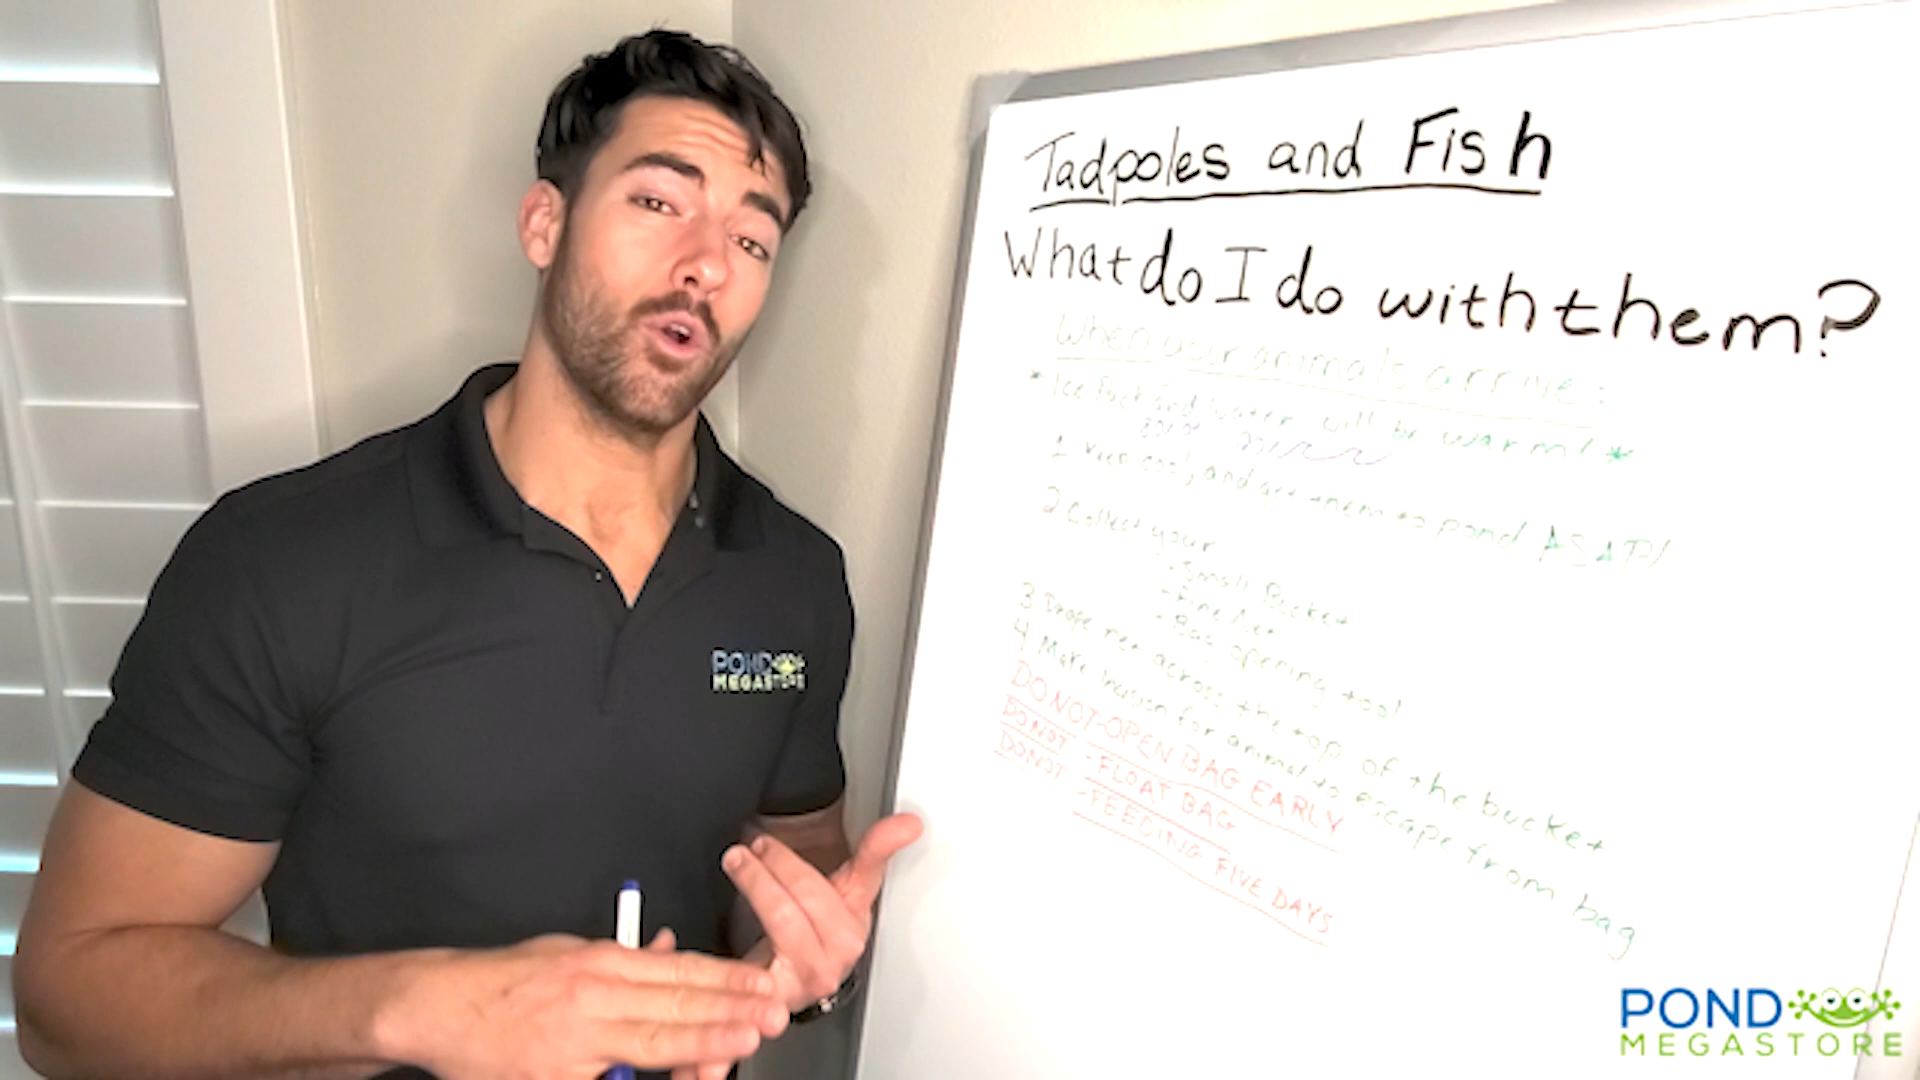 Tadpoles and Fish
What do I do with them?
When your animals arrive:
*Ice Pack and water will be warm! *
1 Keep cool, and get them to pond ASAP!
2 Collect your
- Small Bucket
- Fine Net
- Bag opening tool
3 Drape net across the top of the bucket
4 Make incision for animal to escape from bag
DO NOT - OPEN BAG EARLY
DO NOT - FLOAT BAG
DO NOT - FEEDING FIVE DAYS
POND
MEGASTORE
POND
MEGASTORE